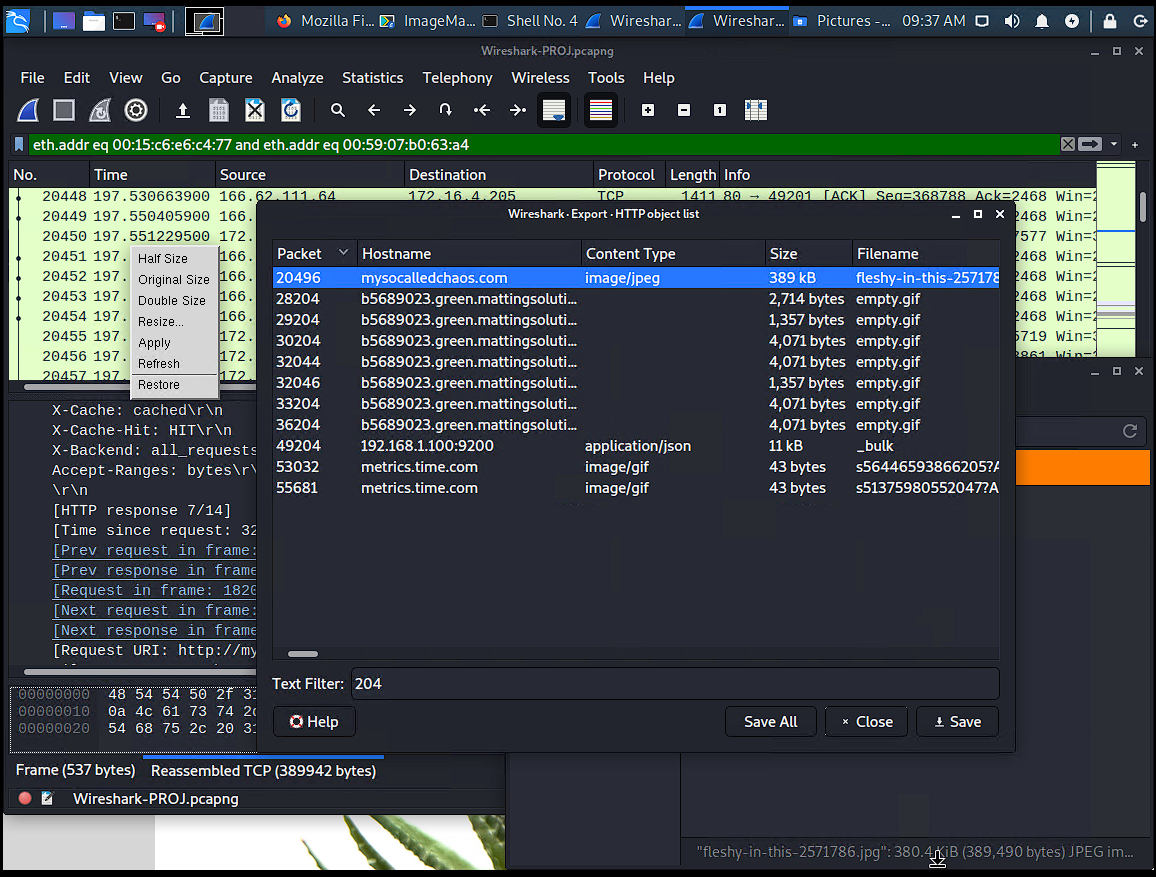 Mozilla Fi... ImageMa... Shell No. 4 Wireshar... Wireshar... Pictures -... 09:37 AM
Wireshark-PROJ.pcapng
File Edit View Go Capture Analyze Statistics Telephony Wireless Tools Help
eth.addr eq 00:15:c6:e6:c4:77 and eth.addr eq 00:59:07:b0:63:a4
No. Time Source Destination Protocol Length Info
20448 197.530663900 166.62.111.64 172.16.4.205 TCP 1411 80 → 49201 [ACK] Seq=368788 Ack=2468 Win=2
20449 197.550405900 166.
20450 197.551229500 172. 7577 Win=
20451 197. 166. Win=2
20452 197. 166. Win=2
20453 197. 166. Win=2
20454 197. 166. Win=2
20455 197. 172. 5719 Win=
20456 197. 172. Win=
20457 197. 172.
Half Size
Original Size
Double Size
Resize...
Apply
Refresh
Restore
Wireshark · Export · HTTP object list
Packet Hostname Content Type Size Filename
20496 mysocalledchaos.com image/jpeg 389 kB fleshy-in-this-257178
28204 b5689023.green.mattingsoluti... 2,714 bytes empty.gif
29204 b5689023.green.mattingsoluti... 1,357 bytes empty.gif
30204 b5689023.green.mattingsoluti... 4,071 bytes empty.gif
32044 b5689023.green.mattingsoluti... 4,071 bytes empty.gif
32046 b5689023.green.mattingsoluti... 1,357 bytes empty.gif
33204 b5689023.green.mattingsoluti... 4,071 bytes empty.gif
36204 b5689023.green.mattingsoluti... 4,071 bytes empty.gif
49204 192.168.1.100:9200 application/json 11 kB _bulk
53032 metrics.time.com image/gif 43 bytes s56446593866205?A
55681 metrics.time.com image/gif 43 bytes s51375980552047?A
Text Filter: 204
Help Save All × Close Save
X-Cache: cached\r\n
X-Cache-Hit: HIT\r\n
X-Backend: all_requests
Accept-Ranges: bytes\r\
\r\n
[HTTP response 7/14]
[Time since request: 32
[Prev request in frame:
[Prev response in frame
[Request in frame: 1820
[Next request in frame:
[Next response in frame
[Request URI: http://my
00000000 48 54 54 50 2f 31
00000010 0a 4c 61 73 74 2d
00000020 54 68 75 2c 20 31
Frame (537 bytes) Reassembled TCP (389942 bytes)
Wireshark-PROJ.pcapng
"fleshy-in-this-2571786.jpg": 380.4 KiB (389,490 bytes) JPEG im...